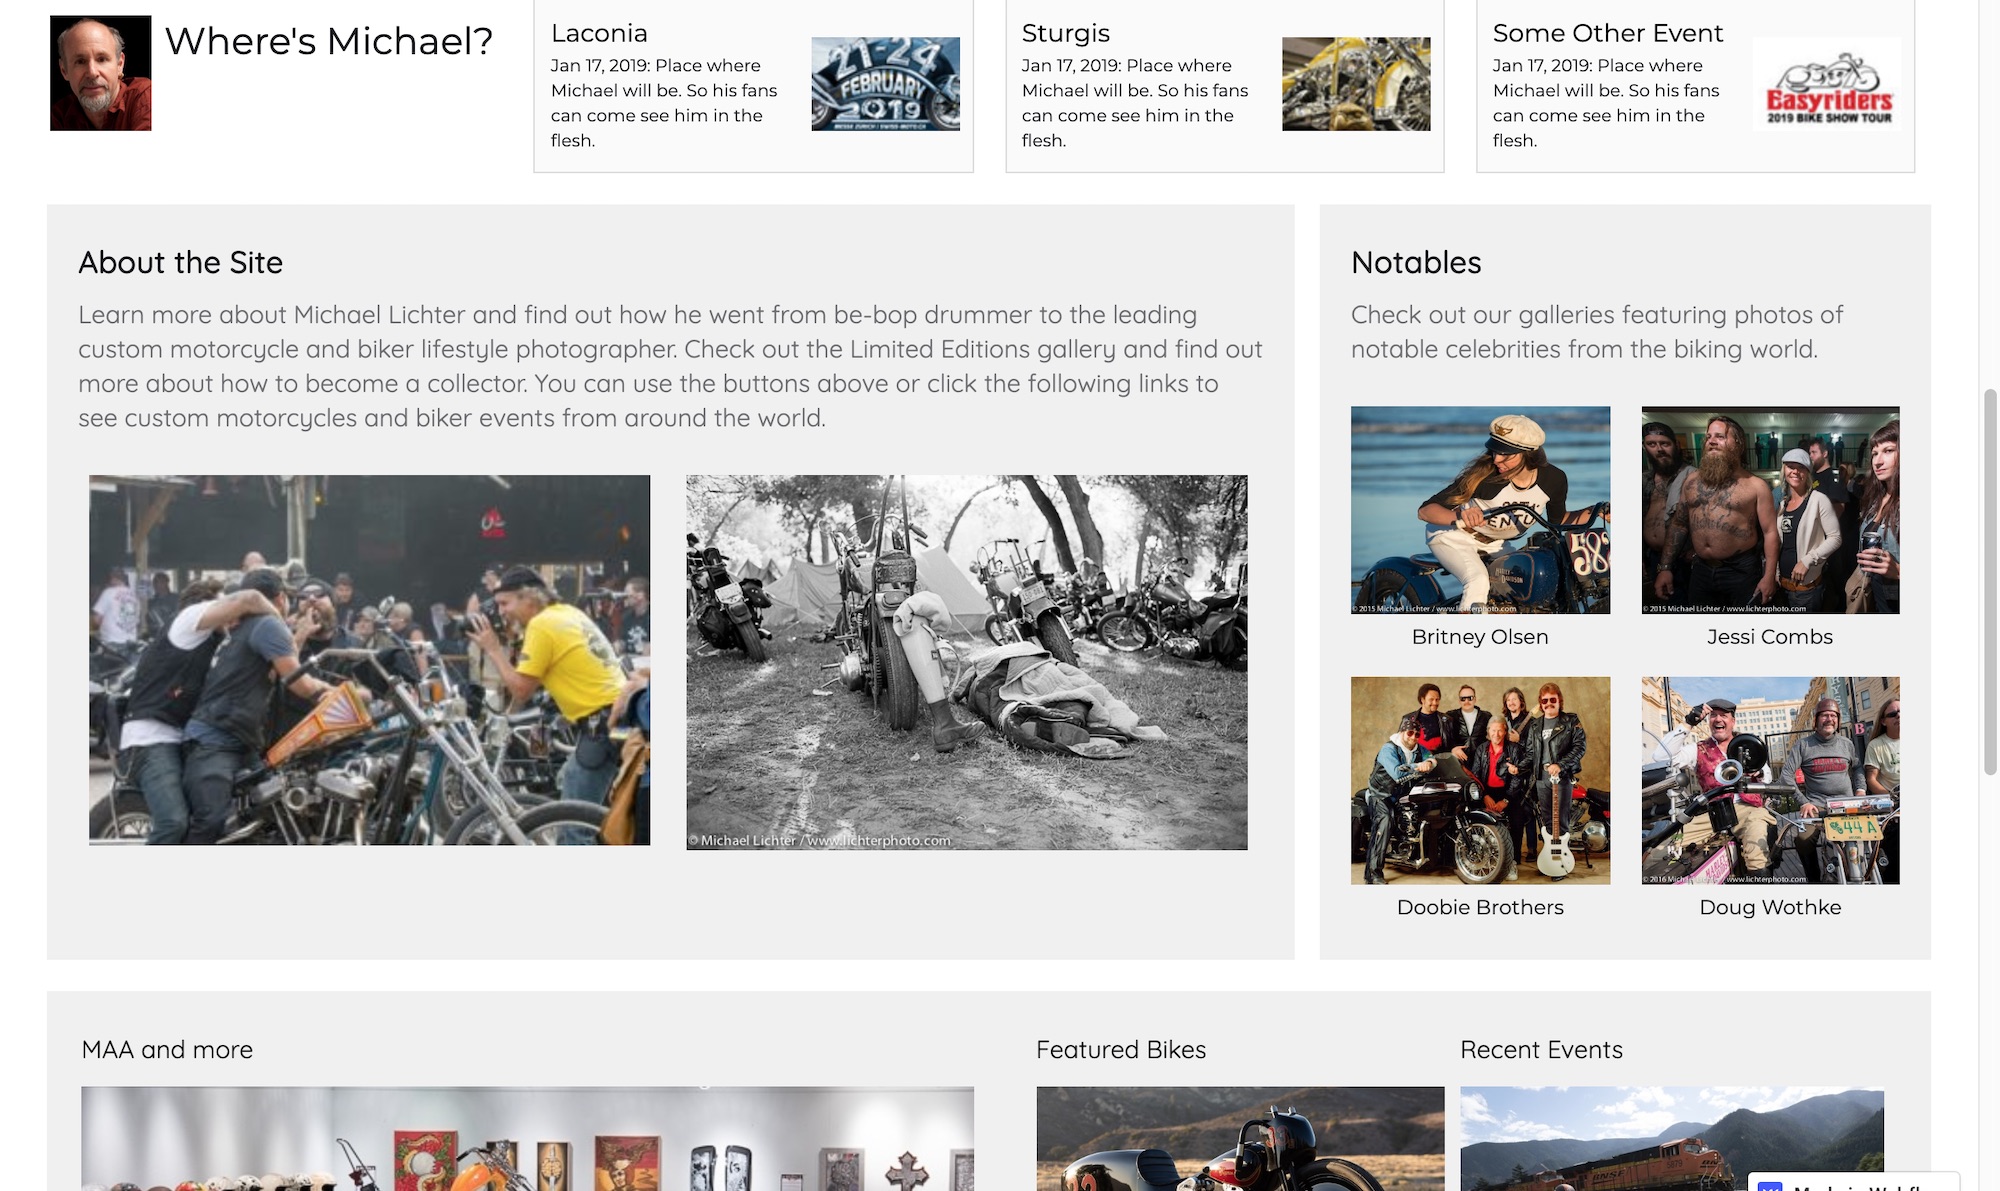 Where's Michael?
Laconia
Jan 17, 2019: Place where
Michael will be. So his fans
can come see him in the
flesh.
21-24
FEBRUARY
2019
Sturgis
Jan 17, 2019: Place where
Michael will be. So his fans
can come see him in the
flesh.
Some Other Event
Jan 17, 2019: Place where
Michael will be. So his fans
can come see him in the
flesh.
Easyriders
2019 BIKE SHOW TOUR
About the Site
Learn more about Michael Lichter and find out how he went from be-bop drummer to the leading
custom motorcycle and biker lifestyle photographer. Check out the Limited Editions gallery and find out
more about how to become a collector. You can use the buttons above or click the following links to
see custom motorcycles and biker events from around the world.
© Michael Lichter / www.lichterphoto.com
Notables
Check out our galleries featuring photos of
notable celebrities from the biking world.
58
© 2015 Michael Lichter / www.lichterphoto.com
Britney Olsen
© 2015 Michael Lichter / www.lichterphoto.com
Jessi Combs
Doobie Brothers
44 A
© 2016 Michael Lichter / www.lichterphoto.com
Doug Wothke
MAA and more
Featured Bikes
Recent Events
BNSF